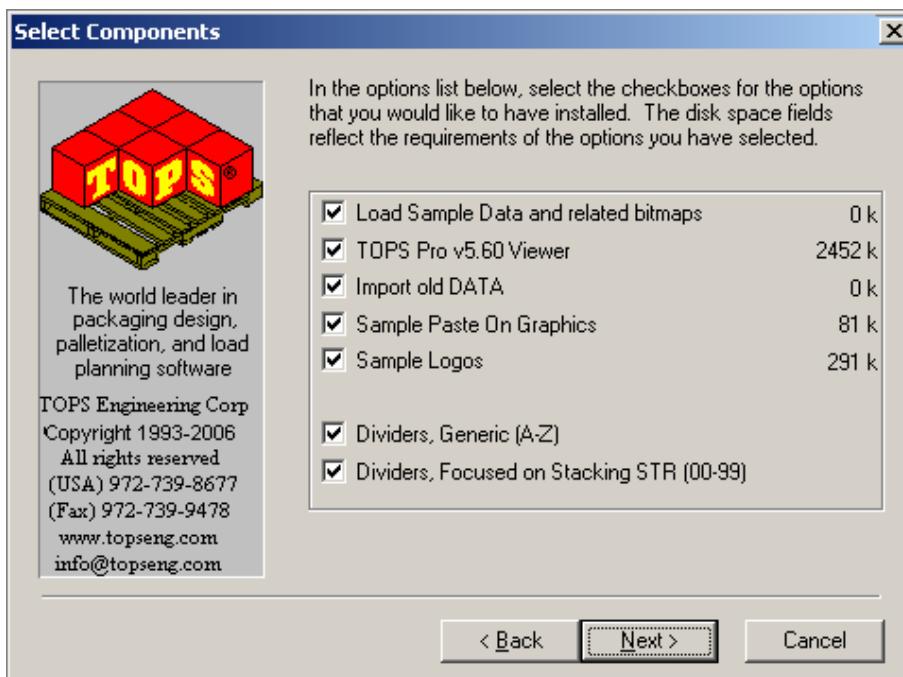 Select Components
In the options list below, select the checkboxes for the options
that you would like to have installed. The disk space fields
reflect the requirements of the options you have selected.
TOPS®
The world leader in
packaging design,
palletization, and load
planning software
TOPS Engineering Corp
Copyright 1993-2006
All rights reserved
(USA) 972-739-8677
(Fax) 972-739-9478
www.topseng.com
info@topseng.com
Load Sample Data and related bitmaps 0 k
TOPS Pro v5.60 Viewer 2452 k
Import old DATA 0 k
Sample Paste On Graphics 81 k
Sample Logos 291 k
Dividers, Generic (A-Z)
Dividers, Focused on Stacking STR (00-99)
< Back
Next >
Cancel